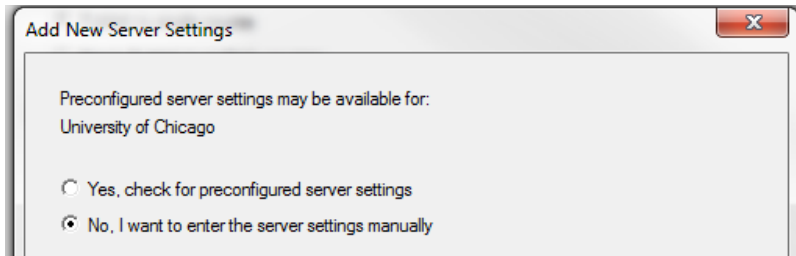 Add New Server Settings
Preconfigured server settings may be available for:
University of Chicago
Yes, check for preconfigured server settings
No, I want to enter the server settings manually